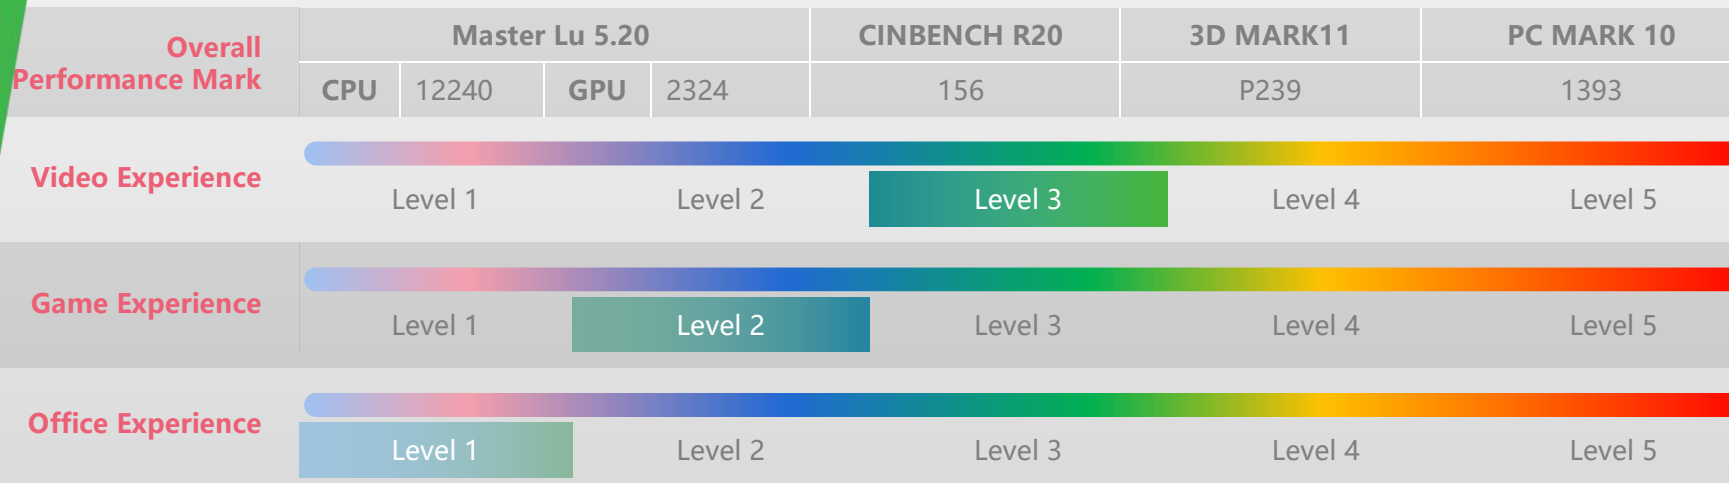 Overall
Performance Mark
Master Lu 5.20 CINBENCH R20 3D MARK11 PC MARK 10
CPU 12240 GPU 2324 156 P239 1393
Video Experience
Level 1 Level 2 Level 3 Level 4 Level 5
Game Experience
Level 1 Level 2 Level 3 Level 4 Level 5
Office Experience
Level 1 Level 2 Level 3 Level 4 Level 5